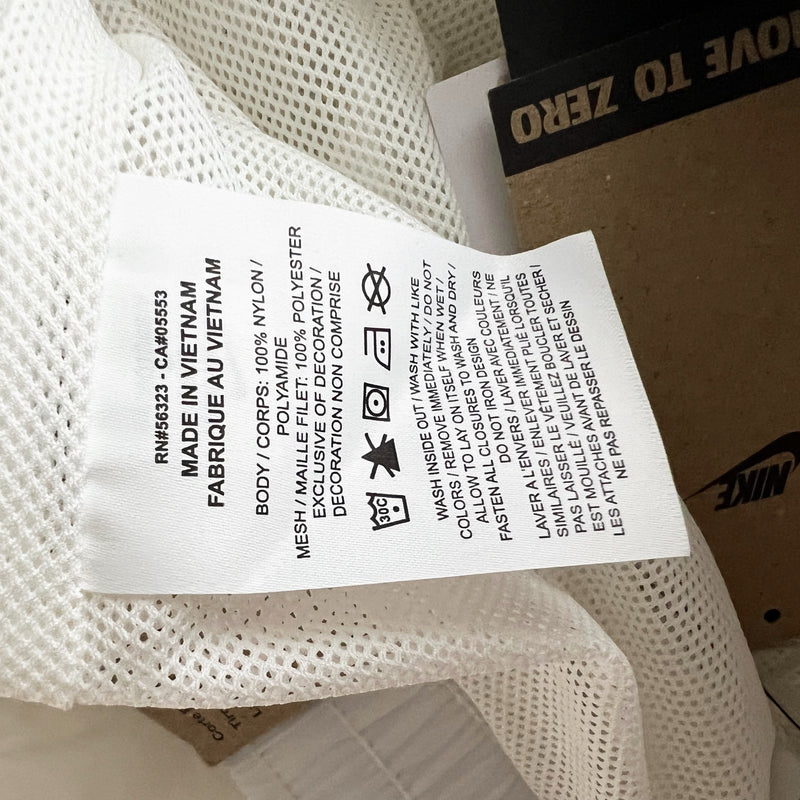 RN#56323 - CA#05553
MADE IN VIETNAM
FABRIQUE AU VIETNAM
BODY / CORPS: 100% NYLON /
POLYAMIDE
MESH / MAILLE FILET: 100% POLYESTER
EXCLUSIVE OF DECORATION /
DECORATION NON COMPRISE
30C
WASH INSIDE OUT / WASH WITH LIKE
COLORS / REMOVE IMMEDIATELY / DO NOT
ALLOW TO LAY ON ITSELF WHEN WET /
FASTEN ALL CLOSURES TO WASH AND DRY /
DO NOT IRON DESIGN
LAVER A L'ENVERS / LAVER AVEC COULEURS
SIMILAIRES / ENLEVER IMMEDIATEMENT / NE
PAS LAISSER LE VÊTEMENT PLIÉ LORSQU'IL
EST MOUILLÉ / VEUILLEZ BOUCLER TOUTES
LES ATTACHES AVANT DE LAVER ET SECHER /
NE PAS REPASSER LE DESSIN
MOVE TO ZERO
NIKE